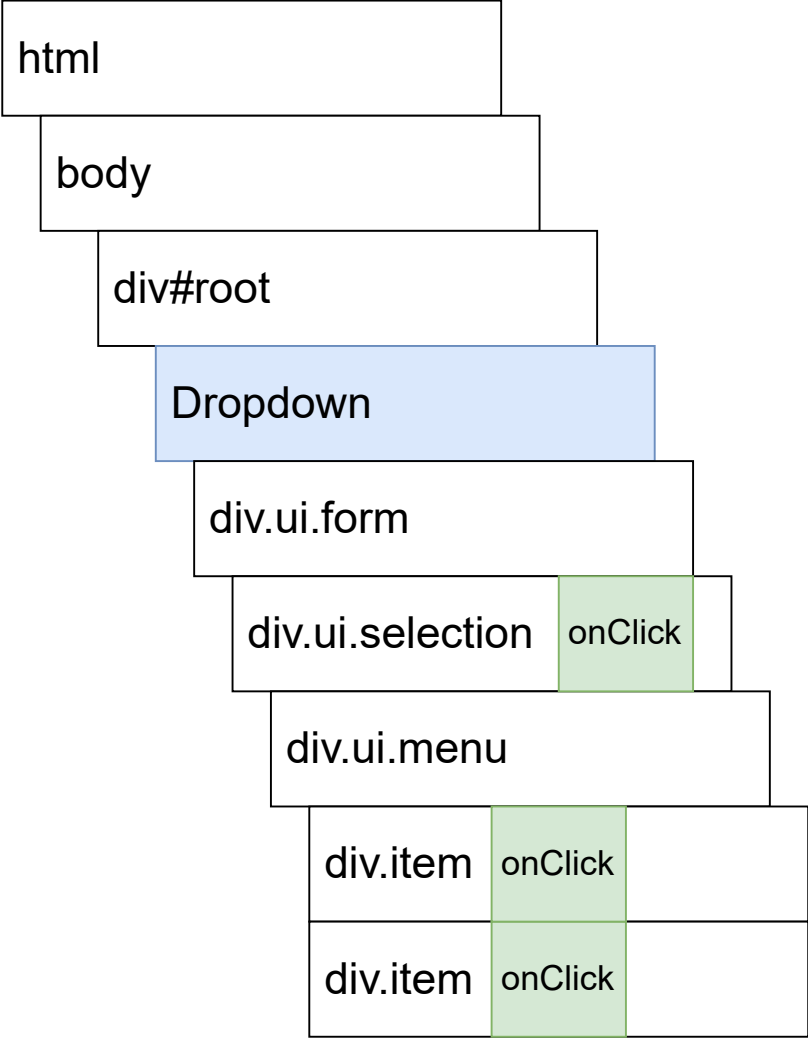 html
body
div#root
Dropdown
div.ui.form
div.ui.selection onClick
div.ui.menu
div.item onClick
div.item onClick